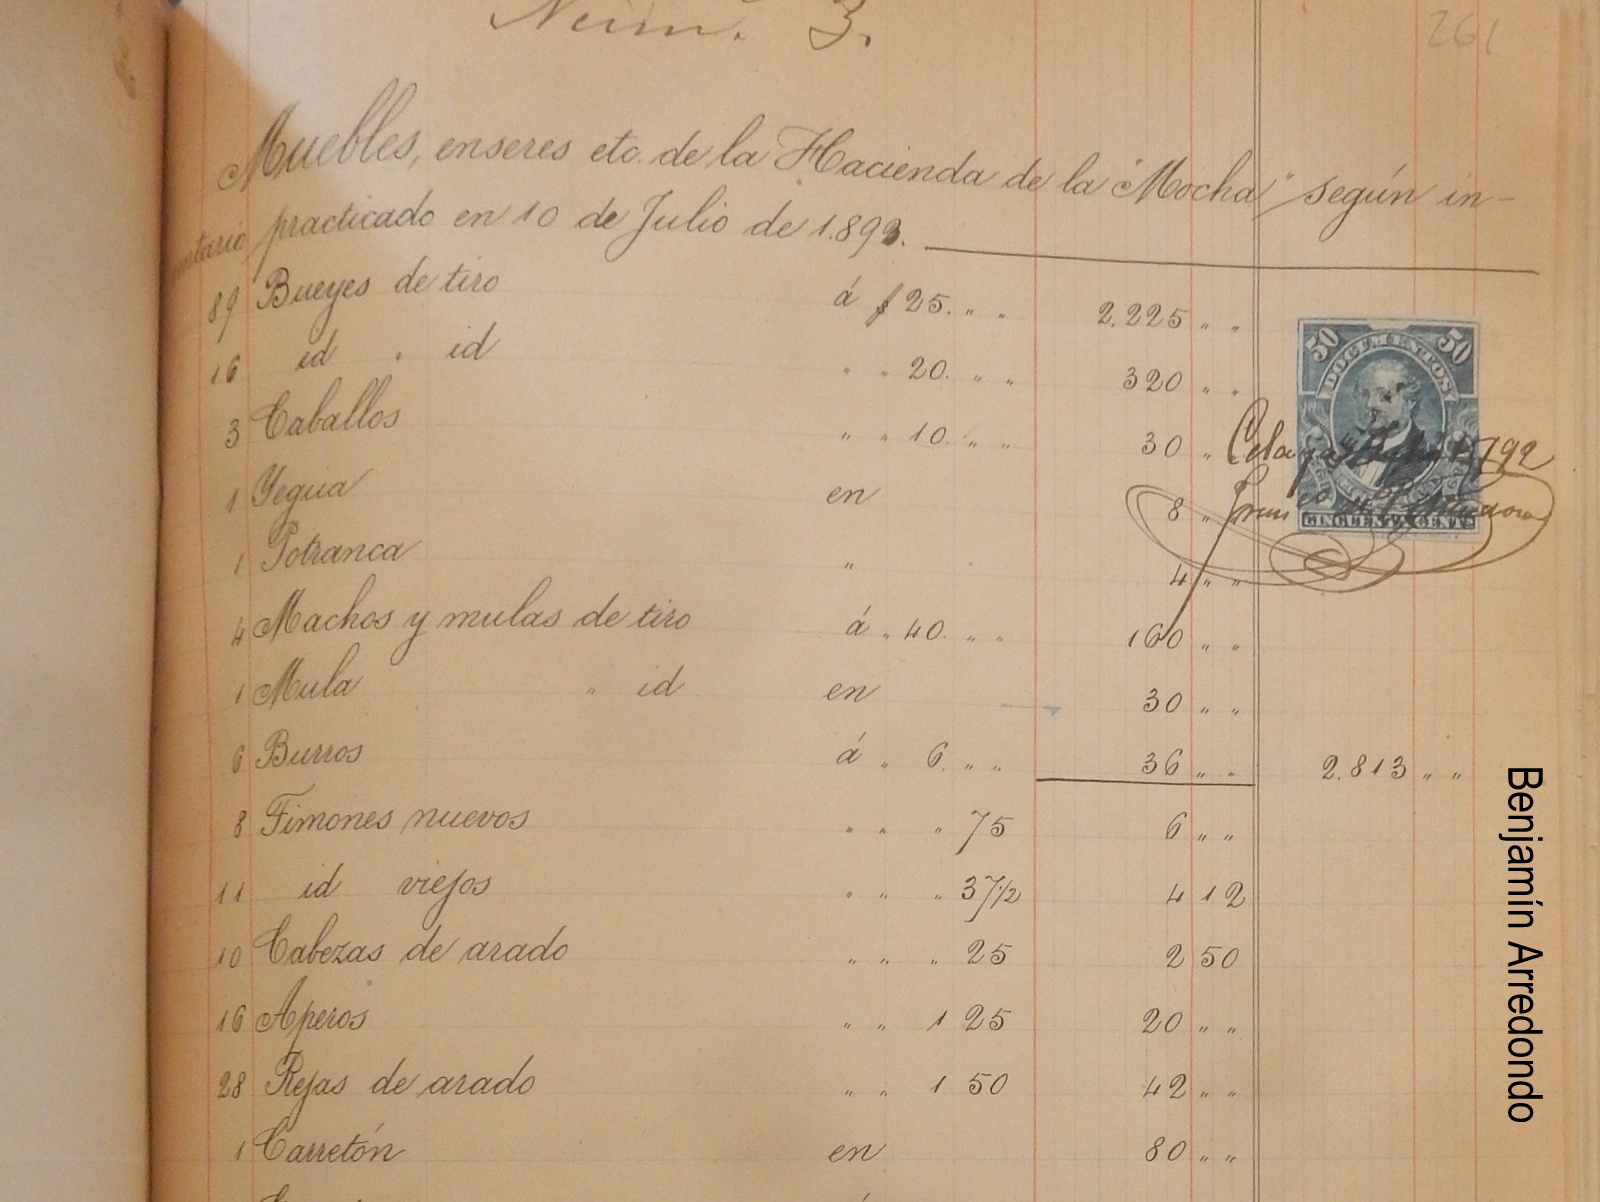 Núm. 3.
261
Muebles, enseres etc. de la Hacienda de la "Mocha" según in-
ntario practicado en 10 de Julio de 1.893.
89 Bueyes de tiro á $ 25. " " 2.225 " "
16 id " id " " 20. " " 320 " "
3 Caballos " " 10. " " 30 " "
1 Yegua en 8 " "
1 Potranca " 4 " "
4 Machos y mulas de tiro á " 40. " " 160 " "
1 Mula " id en 30 " "
6 Burros á " 6. " " 36 " " 2.813 " "
8 Timones nuevos " " " 75 6 " "
11 id viejos " " " 37½ 4 12
10 Cabezas de arado " " " 25 2 50
16 Aperos " " 1 25 20 " "
28 Rejas de arado " " 1 50 42 " "
1 Carretón en 80 " "
50 50
DOCUMENTOS
Celaya Julio 15/92
CINCUENTA CENTS
Benjamín Arredondo